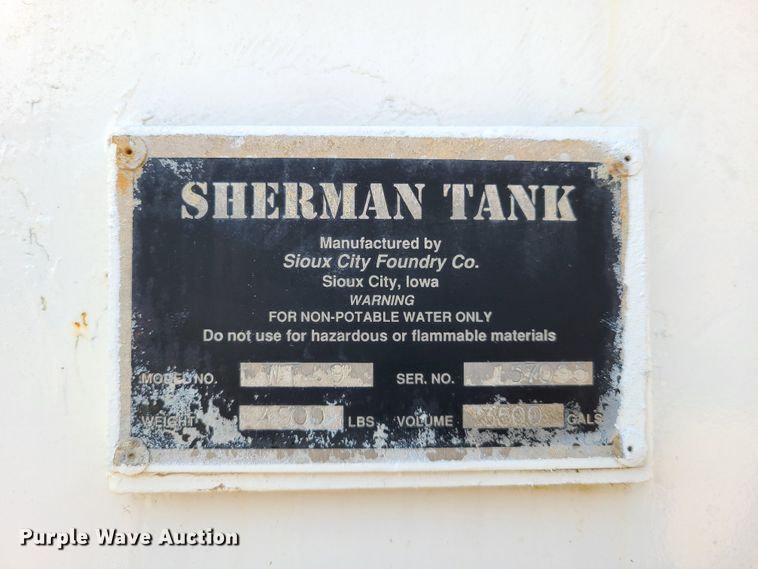 SHERMAN TANK
Manufactured by
Sioux City Foundry Co.
Sioux City, Iowa
WARNING
FOR NON-POTABLE WATER ONLY
Do not use for hazardous or flammable materials
MODEL NO. SER. NO.
WEIGHT LBS VOLUME GALS
Purple Wave Auction